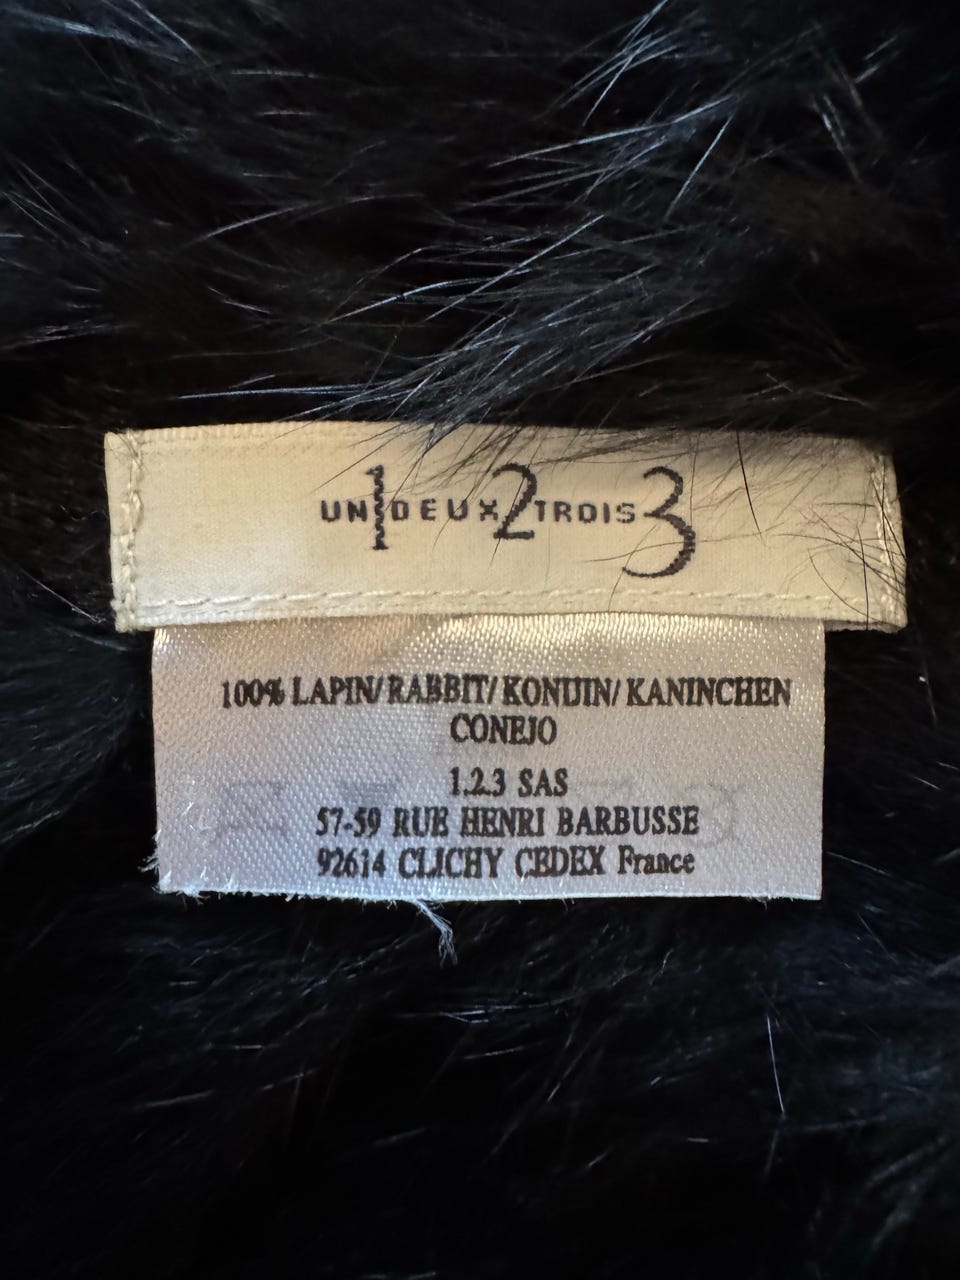 UN1DEUX2TROIS3
100% LAPIN/ RABBIT/ KONIJIN/ KANINCHEN
CONEJO
1.2.3 SAS
57-59 RUE HENRI BARBUSSE
92614 CLICHY CEDEX France